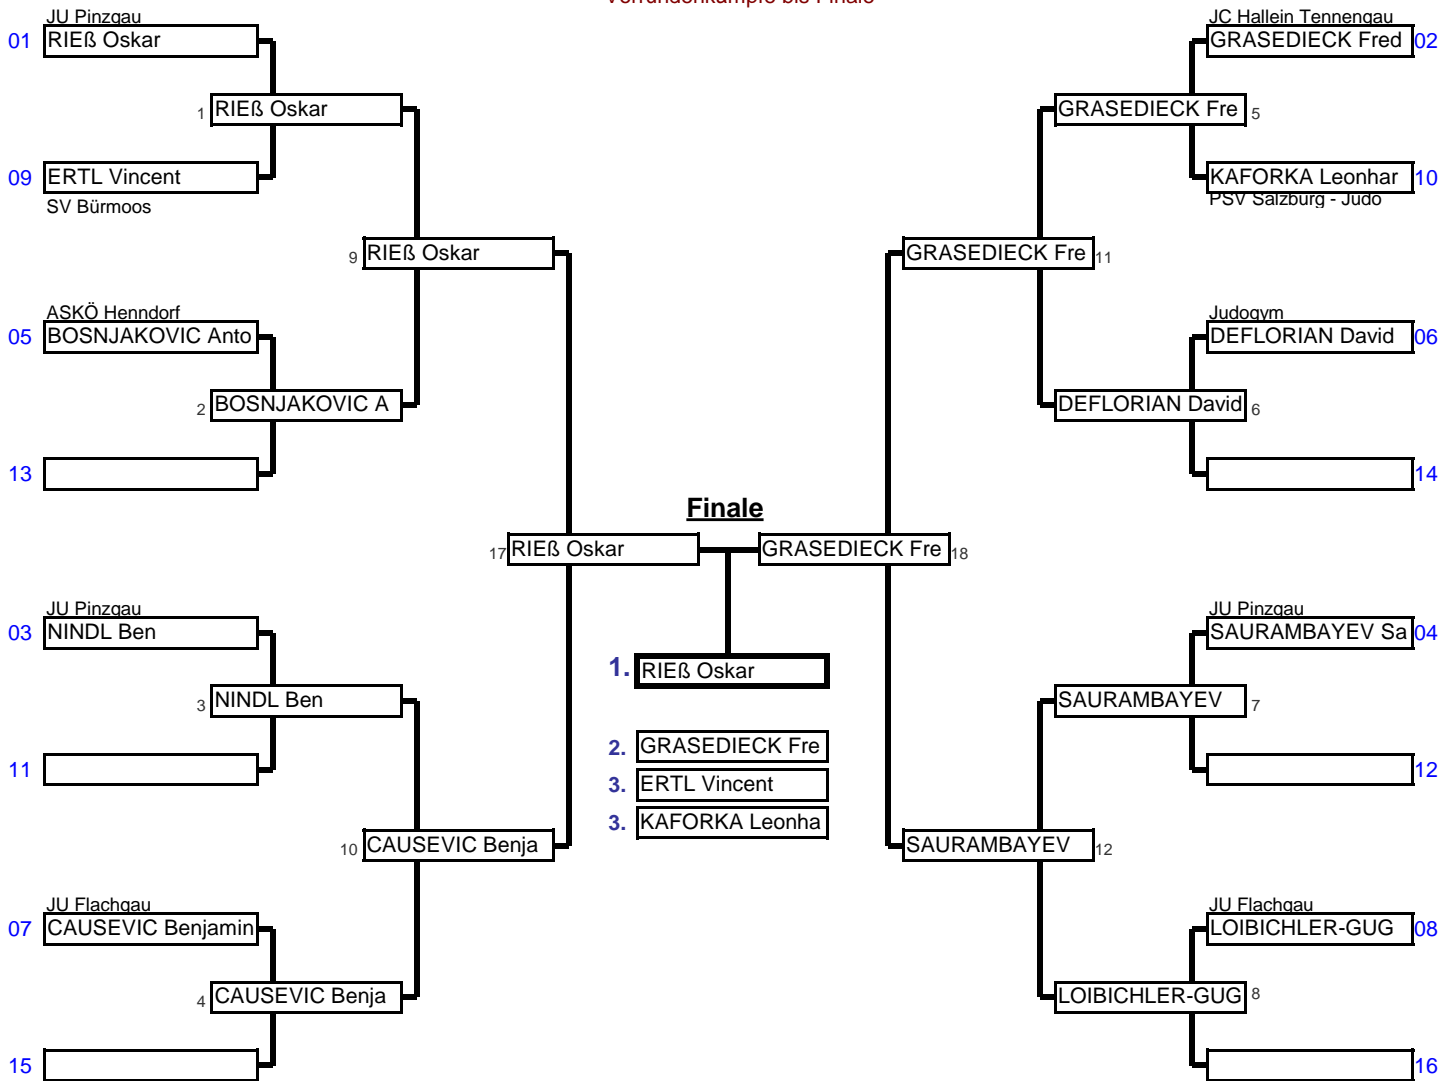 Vorrundenkämpfe bis Finale
JU Pinzgau
01 RIEß Oskar
1 RIEß Oskar
09 ERTL Vincent
SV Bürmoos
9 RIEß Oskar
ASKÖ Henndorf
05 BOSNJAKOVIC Anto
2 BOSNJAKOVIC A
13
17 RIEß Oskar
JU Pinzgau
03 NINDL Ben
3 NINDL Ben
11
10 CAUSEVIC Benja
JU Flachgau
07 CAUSEVIC Benjamin
4 CAUSEVIC Benja
15
Finale
1. RIEß Oskar
2. GRASEDIECK Fre
3. ERTL Vincent
3. KAFORKA Leonha
JC Hallein Tennengau
GRASEDIECK Fred 02
GRASEDIECK Fre 5
KAFORKA Leonhar 10
PSV Salzburg - Judo
GRASEDIECK Fre 11
Judogym
DEFLORIAN David 06
DEFLORIAN David 6
14
GRASEDIECK Fre 18
JU Pinzgau
SAURAMBAYEV Sa 04
SAURAMBAYEV 7
12
SAURAMBAYEV 12
JU Flachgau
LOIBICHLER-GUG 08
LOIBICHLER-GUG 8
16